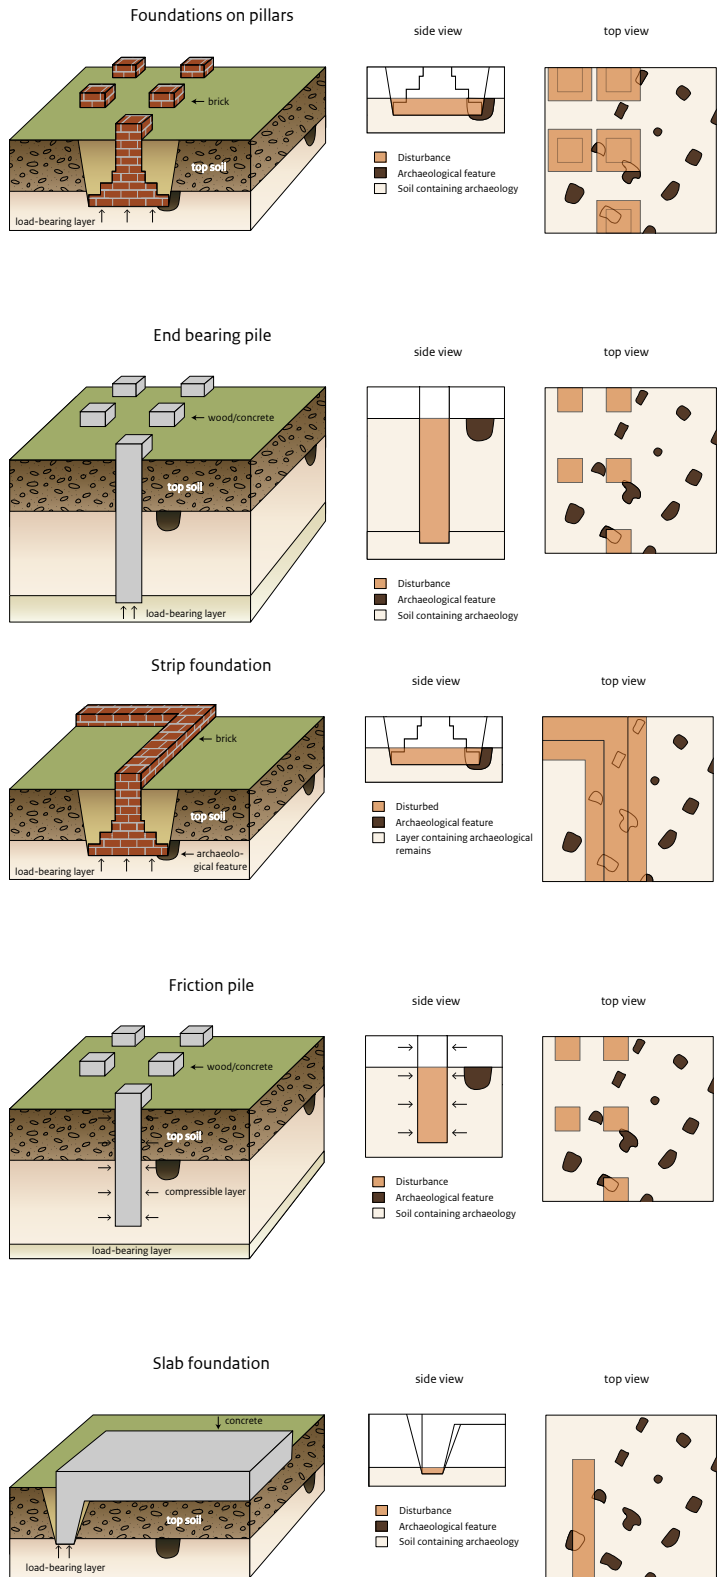 Foundations on pillars
side view
top view
brick
top soil
load-bearing layer
Disturbance
Archaeological feature
Soil containing archaeology
End bearing pile
side view
top view
wood/concrete
top soil
load-bearing layer
Disturbance
Archaeological feature
Soil containing archaeology
Strip foundation
side view
top view
brick
top soil
archaeolo-
gical feature
load-bearing layer
Disturbed
Archaeological feature
Layer containing archaeological
remains
Friction pile
side view
top view
wood/concrete
top soil
compressible layer
load-bearing layer
Disturbance
Archaeological feature
Soil containing archaeology
Slab foundation
side view
top view
concrete
top soil
load-bearing layer
Disturbance
Archaeological feature
Soil containing archaeology